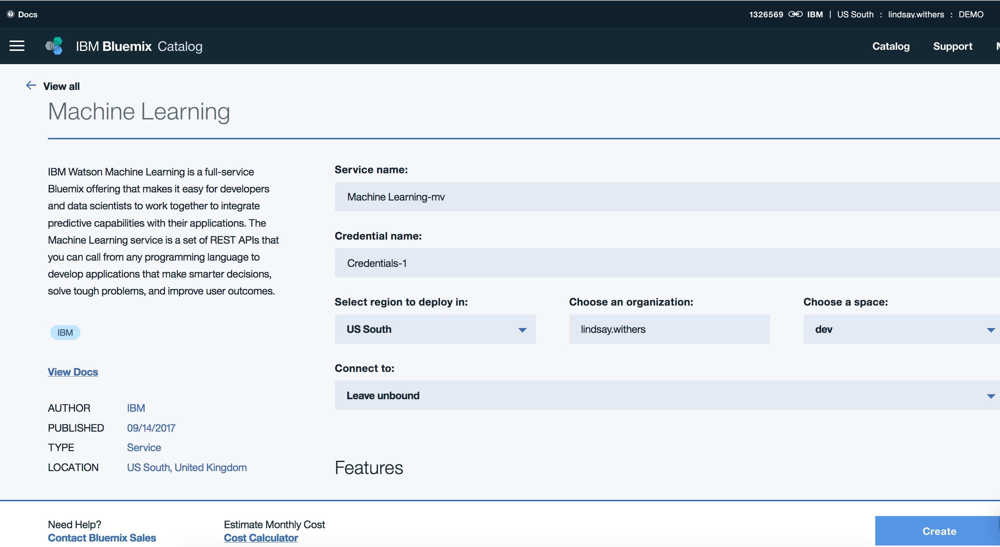 Docs
1326569 IBM | US South : lindsay.withers : DEMO
IBM Bluemix Catalog
Catalog Support
View all
Machine Learning
IBM Watson Machine Learning is a full-service
Bluemix offering that makes it easy for developers
and data scientists to work together to integrate
predictive capabilities with their applications. The
Machine Learning service is a set of REST APIs that
you can call from any programming language to
develop applications that make smarter decisions,
solve tough problems, and improve user outcomes.
IBM
View Docs
AUTHOR IBM
PUBLISHED 09/14/2017
TYPE Service
LOCATION US South, United Kingdom
Service name:
Machine Learning-mv
Credential name:
Credentials-1
Select region to deploy in: Choose an organization: Choose a space:
US South lindsay.withers dev
Connect to:
Leave unbound
Features
Need Help? Estimate Monthly Cost
Contact Bluemix Sales Cost Calculator
Create